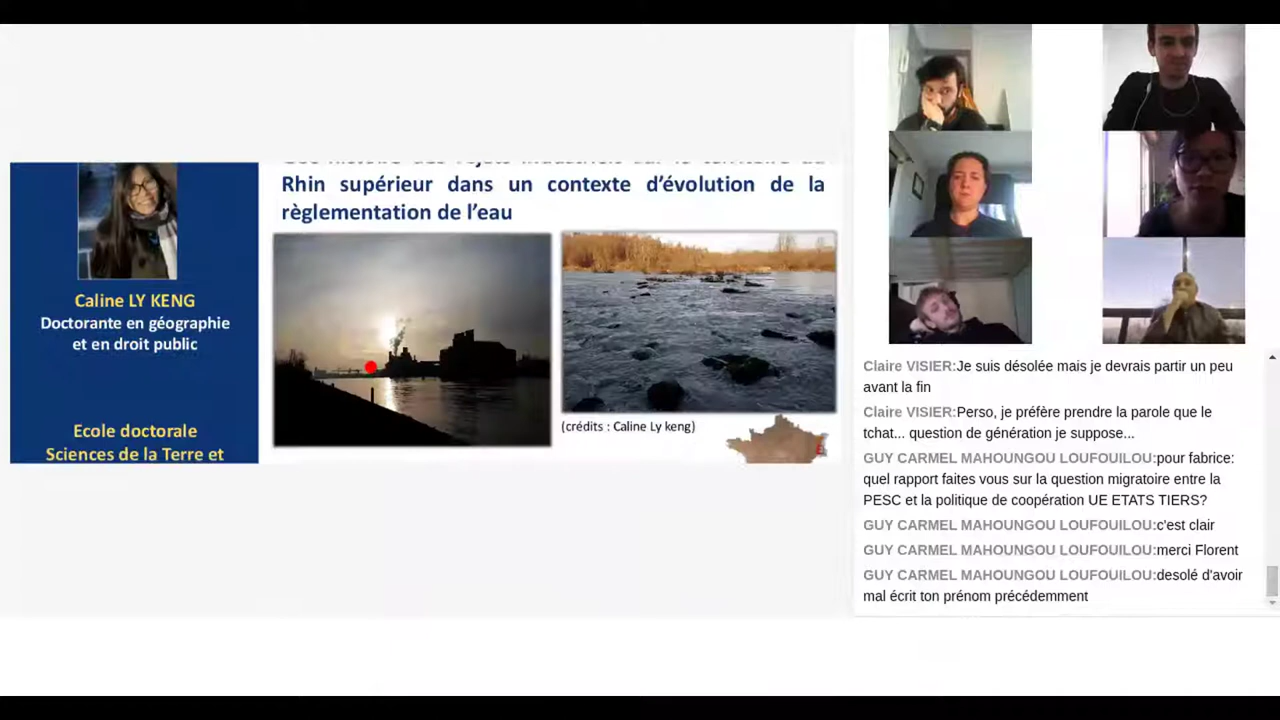 Caline LY KENG
Doctorante en géographie
et en droit public
Ecole doctorale
Sciences de la Terre et
Rhin supérieur dans un contexte d'évolution de la
règlementation de l'eau
(crédits : Caline Ly keng)
Claire VISIER:Je suis désolée mais je devrais partir un peu
avant la fin
Claire VISIER:Perso, je préfère prendre la parole que le
tchat... question de génération je suppose...
GUY CARMEL MAHOUNGOU LOUFOUILOU:pour fabrice:
quel rapport faites vous sur la question migratoire entre la
PESC et la politique de coopération UE ETATS TIERS?
GUY CARMEL MAHOUNGOU LOUFOUILOU:c'est clair
GUY CARMEL MAHOUNGOU LOUFOUILOU:merci Florent
GUY CARMEL MAHOUNGOU LOUFOUILOU:desolé d'avoir
mal écrit ton prénom précédemment